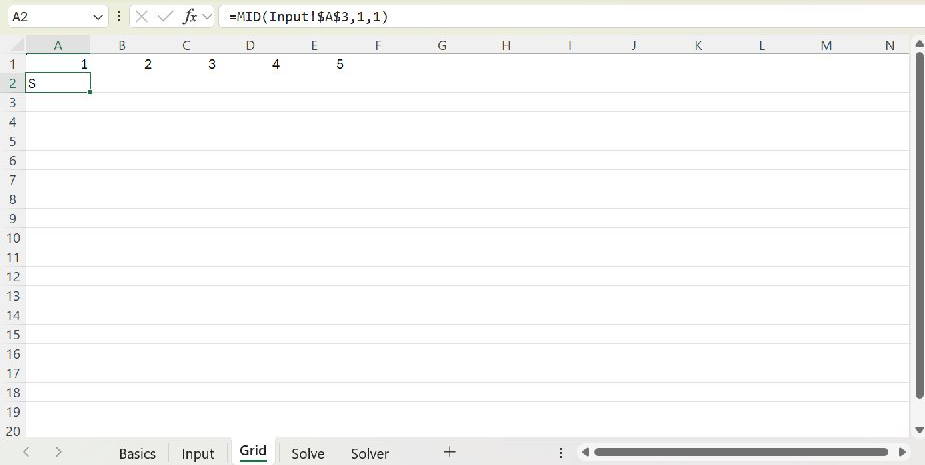 A2
fx
=MID(Input!$A$3,1,1)
A B C D E F G H I J K L M N
1 1 2 3 4 5
2 S
3
4
5
6
7
8
9
10
11
12
13
14
15
16
17
18
19
20
Basics Input Grid Solve Solver +